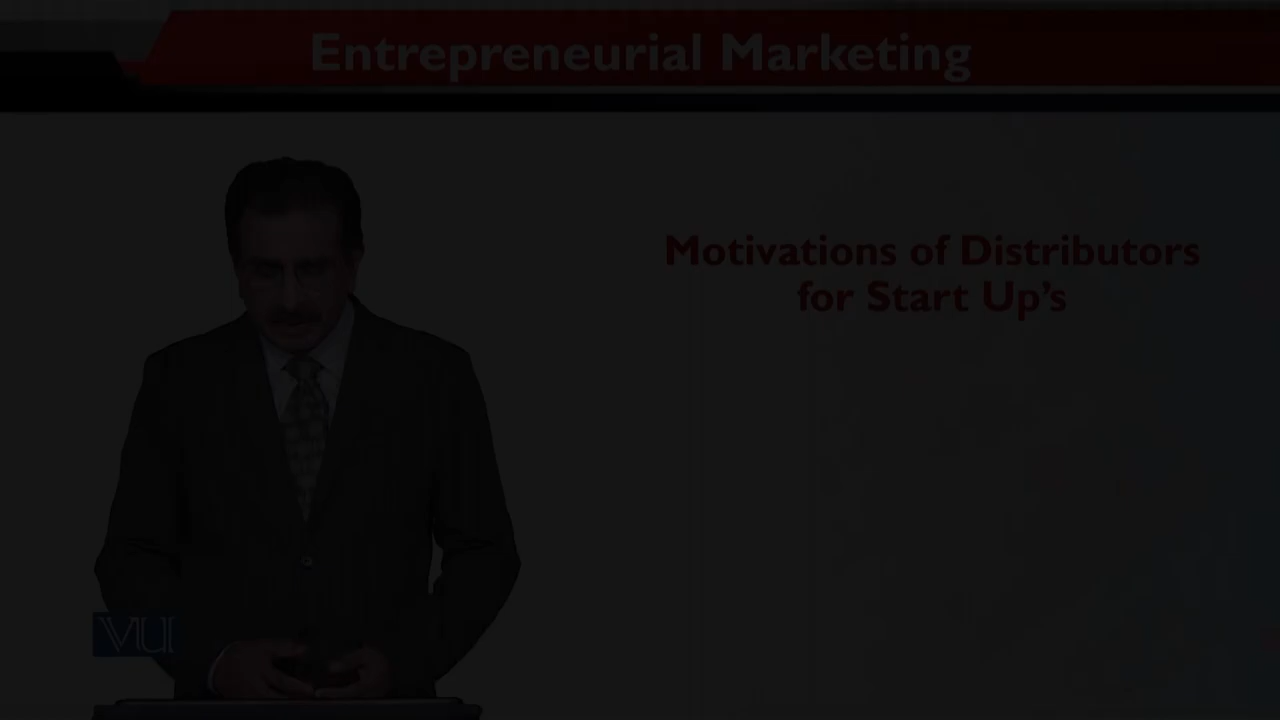 Entrepreneurial Marketing
Motivations of Distributors
for Start Up’s
VU